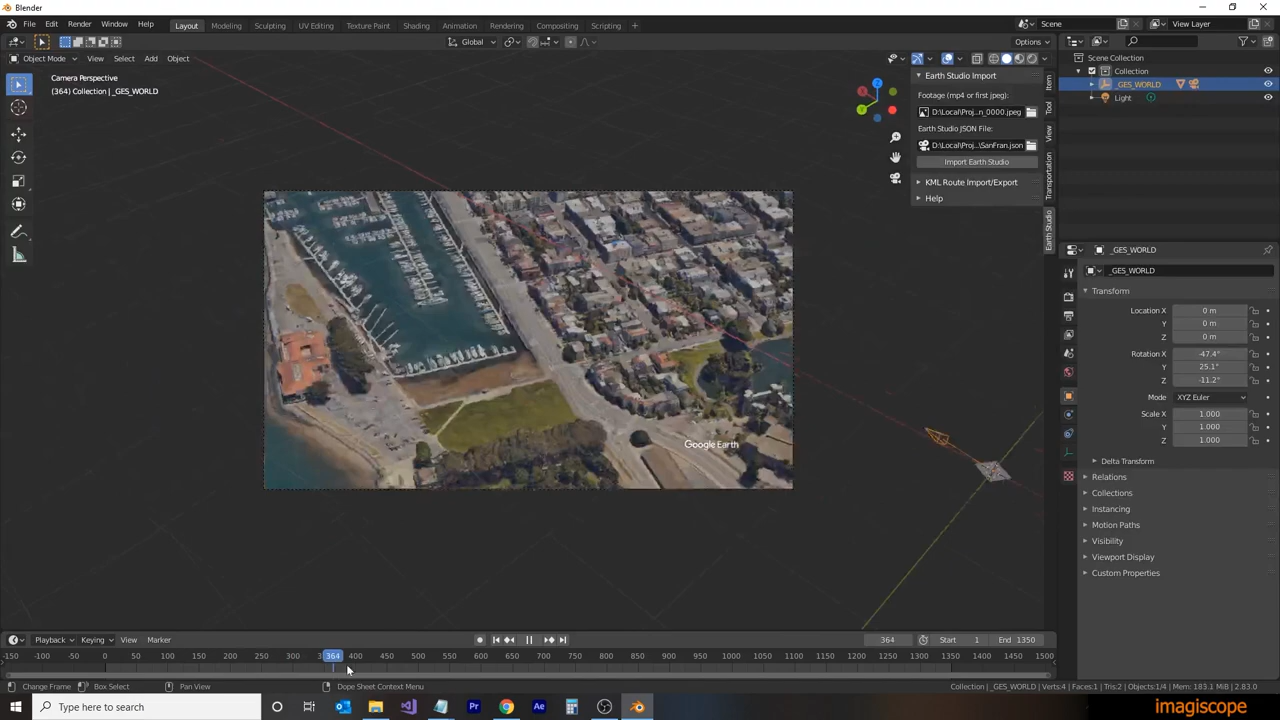 Blender
File Edit Render Window Help Layout Modeling Sculpting UV Editing Texture Paint Shading Animation Rendering Compositing Scripting + Scene View Layer
Global Options
Object Mode View Select Add Object
Camera Perspective
(364) Collection | _GES_WORLD
Earth Studio Import
Footage (mp4 or first jpeg):
D:\Local\Proj...n_0000.jpeg
Earth Studio JSON File:
D:\Local\Proj...\SanFran.json
Import Earth Studio
KML Route Import/Export
Help
Item
Tool
View
Transportation
Earth Studio
Z
Y
Google Earth
Scene Collection
Collection
_GES_WORLD
Light
_GES_WORLD
_GES_WORLD
Transform
Location X 0 m
Y 0 m
Z 0 m
Rotation X -47.4°
Y 25.1°
Z -11.2°
Mode XYZ Euler
Scale X 1.000
Y 1.000
Z 1.000
Delta Transform
Relations
Collections
Instancing
Motion Paths
Visibility
Viewport Display
Custom Properties
Playback Keying View Marker 364 Start 1 End 1350
-150 -100 -50 0 50 100 150 200 250 300 364 400 450 500 550 600 650 700 750 800 850 900 950 1000 1050 1100 1150 1200 1250 1300 1350 1400 1450 1500
Change Frame Box Select Pan View Dope Sheet Context Menu Collection | _GES_WORLD | Verts:4 | Faces:1 | Tris:2 | Objects:1/4 | Mem: 183.1 MiB | 2.83.0
Type here to search
Pr
Ae
imagiscope